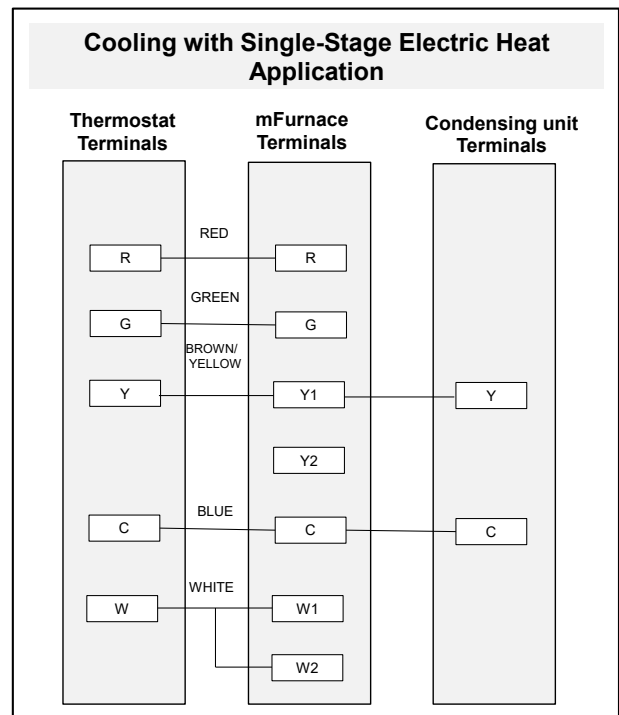 Cooling with Single-Stage Electric Heat
Application
Thermostat
Terminals
mFurnace
Terminals
Condensing unit
Terminals
RED
R
R
GREEN
G
G
BROWN/
YELLOW
Y
Y1
Y
Y2
BLUE
C
C
C
WHITE
W
W1
W2